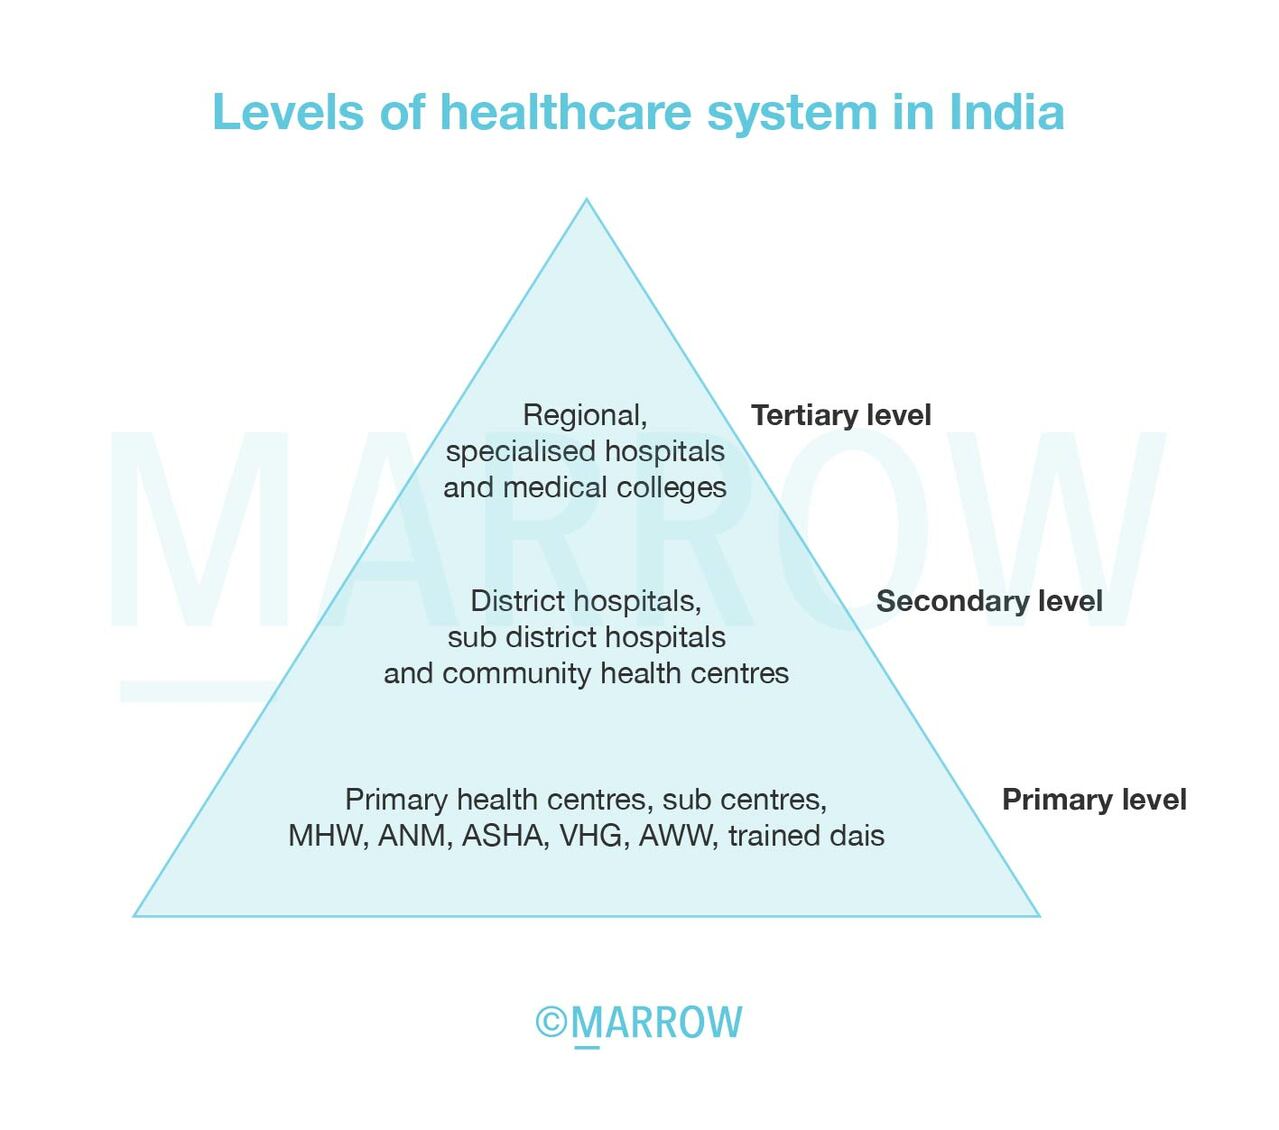 Levels of healthcare system in India
Regional,
specialised hospitals
and medical colleges
Tertiary level
District hospitals,
sub district hospitals
and community health centres
Secondary level
Primary health centres, sub centres,
MHW, ANM, ASHA, VHG, AWW, trained dais
Primary level
MARROW
©MARROW